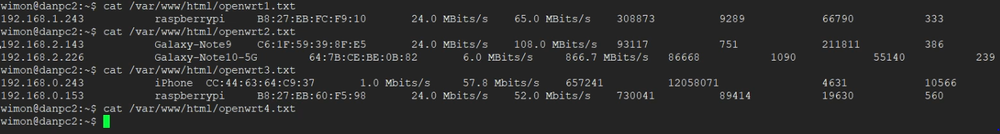 wimon@danpc2:~$ cat /var/www/html/openwrt1.txt
192.168.1.243 raspberrypi B8:27:EB:FC:F9:10 24.0 MBits/s 65.0 MBits/s 308873 9289 66790 333
wimon@danpc2:~$ cat /var/www/html/openwrt2.txt
192.168.2.143 Galaxy-Note9 C6:1F:59:39:8F:E5 24.0 MBits/s 108.0 MBits/s 93117 751 211811 386
192.168.2.226 Galaxy-Note10-5G 64:7B:CE:BE:0B:82 6.0 MBits/s 866.7 MBits/s 86668 1090 55140 239
wimon@danpc2:~$ cat /var/www/html/openwrt3.txt
192.168.0.243 iPhone CC:44:63:64:C9:37 1.0 Mbits/s 57.8 Mbits/s 657241 12058071 4631 10566
192.168.0.153 raspberrypi B8:27:EB:60:F5:98 24.0 MBits/s 52.0 MBits/s 730041 89414 19630 560
wimon@danpc2:~$ cat /var/www/html/openwrt4.txt
wimon@danpc2:~$